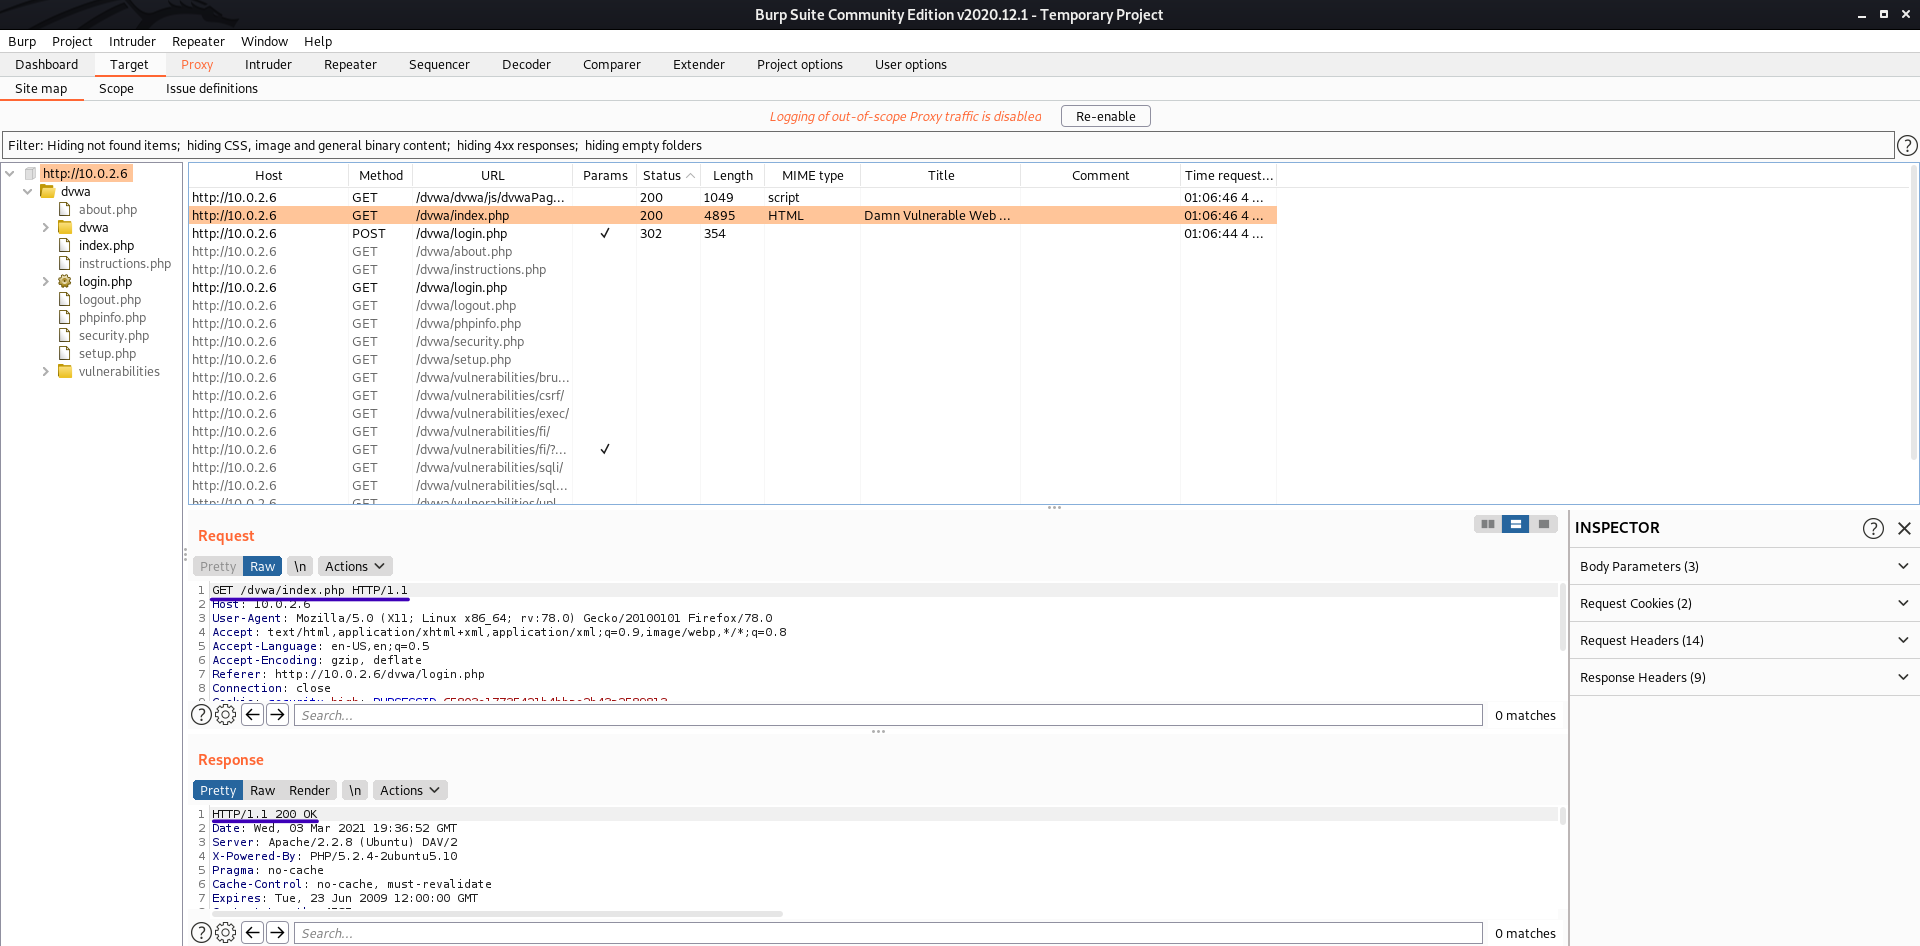 Burp Suite Community Edition v2020.12.1 - Temporary Project
Burp Project Intruder Repeater Window Help
Dashboard Target Proxy Intruder Repeater Sequencer Decoder Comparer Extender Project options User options
Site map Scope Issue definitions
Logging of out-of-scope Proxy traffic is disabled Re-enable
Filter: Hiding not found items; hiding CSS, image and general binary content; hiding 4xx responses; hiding empty folders ?
http://10.0.2.6
dvwa
about.php
dvwa
index.php
instructions.php
login.php
logout.php
phpinfo.php
security.php
setup.php
vulnerabilities
Host Method URL Params Status Length MIME type Title Comment Time request...
http://10.0.2.6 GET /dvwa/dvwa/js/dvwaPag... 200 1049 script 01:06:46 4 ...
http://10.0.2.6 GET /dvwa/index.php 200 4895 HTML Damn Vulnerable Web ... 01:06:46 4 ...
http://10.0.2.6 POST /dvwa/login.php ✓ 302 354 01:06:44 4 ...
http://10.0.2.6 GET /dvwa/about.php
http://10.0.2.6 GET /dvwa/instructions.php
http://10.0.2.6 GET /dvwa/login.php
http://10.0.2.6 GET /dvwa/logout.php
http://10.0.2.6 GET /dvwa/phpinfo.php
http://10.0.2.6 GET /dvwa/security.php
http://10.0.2.6 GET /dvwa/setup.php
http://10.0.2.6 GET /dvwa/vulnerabilities/bru...
http://10.0.2.6 GET /dvwa/vulnerabilities/csrf/
http://10.0.2.6 GET /dvwa/vulnerabilities/exec/
http://10.0.2.6 GET /dvwa/vulnerabilities/fi/
http://10.0.2.6 GET /dvwa/vulnerabilities/fi/?... ✓
http://10.0.2.6 GET /dvwa/vulnerabilities/sqli/
http://10.0.2.6 GET /dvwa/vulnerabilities/sql...
http://10.0.2.6 GET /dvwa/vulnerabilities/upl
Request
Pretty Raw \n Actions
1 GET /dvwa/index.php HTTP/1.1
2 Host: 10.0.2.6
3 User-Agent: Mozilla/5.0 (X11; Linux x86_64; rv:78.0) Gecko/20100101 Firefox/78.0
4 Accept: text/html,application/xhtml+xml,application/xml;q=0.9,image/webp,*/*;q=0.8
5 Accept-Language: en-US,en;q=0.5
6 Accept-Encoding: gzip, deflate
7 Referer: http://10.0.2.6/dvwa/login.php
8 Connection: close
9 Cookie: security=high; PHPSESSID
? Search... 0 matches
Response
Pretty Raw Render \n Actions
1 HTTP/1.1 200 OK
2 Date: Wed, 03 Mar 2021 19:36:52 GMT
3 Server: Apache/2.2.8 (Ubuntu) DAV/2
4 X-Powered-By: PHP/5.2.4-2ubuntu5.10
5 Pragma: no-cache
6 Cache-Control: no-cache, must-revalidate
7 Expires: Tue, 23 Jun 2009 12:00:00 GMT
? Search... 0 matches
INSPECTOR ?
Body Parameters (3)
Request Cookies (2)
Request Headers (14)
Response Headers (9)